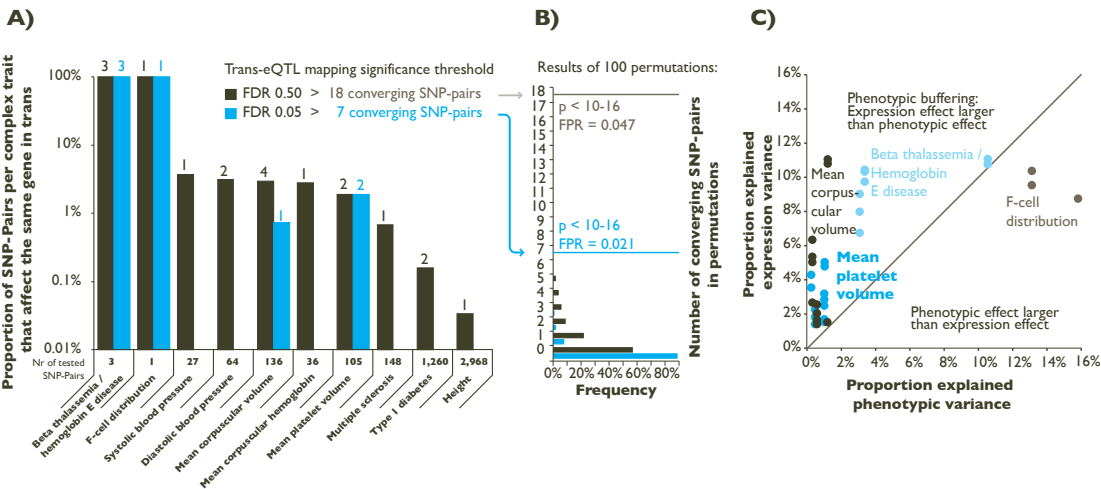 A)
Proportion of SNP-Pairs per complex trait
that affect the same gene in trans
100%
10%
1%
0.1%
0.01%
3
3
1
1
1
2
4
1
1
2
2
1
2
1
Trans-eQTL mapping significance threshold
FDR 0.50 > 18 converging SNP-pairs
FDR 0.05 > 7 converging SNP-pairs
Nr of tested
SNP-Pairs
3
1
27
64
136
36
105
148
1,260
2,968
Beta thalassemia /
hemoglobin E disease
F-cell distribution
Systolic blood pressure
Diastolic blood pressure
Mean corpuscular volume
Mean corpuscular hemoglobin
Mean platelet volume
Multiple sclerosis
Type 1 diabetes
Height
B)
Results of 100 permutations:
18
17
16
15
14
13
12
11
10
9
8
7
6
5
4
3
2
1
0
p < 10-16
FPR = 0.047
p < 10-16
FPR = 0.021
Number of converging SNP-pairs
in permutations
0% 20% 40% 60% 80%
Frequency
C)
Proportion explained
expression variance
16%
14%
12%
10%
8%
6%
4%
2%
0%
Phenotypic buffering:
Expression effect larger
than phenotypic effect
Beta thalassemia /
Hemoglobin
E disease
Mean
corpus-
cular
volume
F-cell
distribution
Mean
platelet
volume
Phenotypic effect larger
than expression effect
0% 2% 4% 6% 8% 10% 12% 14% 16%
Proportion explained
phenotypic variance